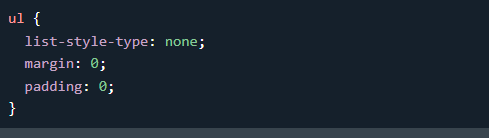 ul {
  list-style-type: none;
  margin: 0;
  padding: 0;
}